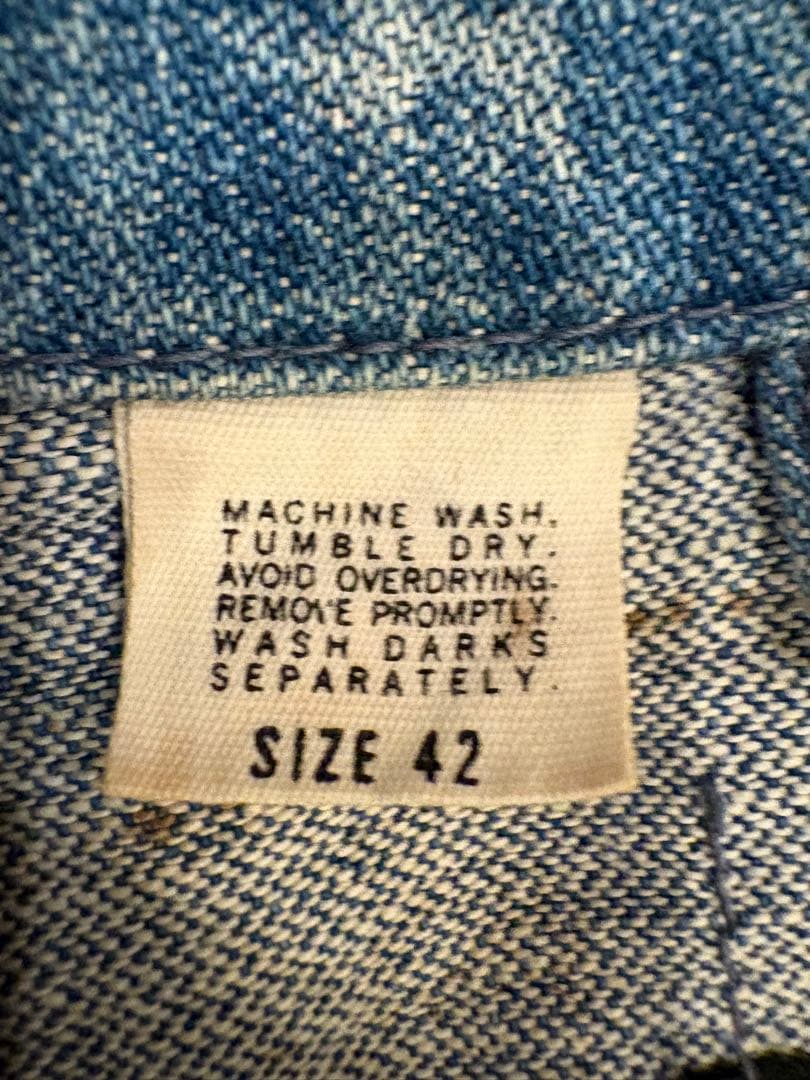 MACHINE WASH.
TUMBLE DRY.
AVOID OVERDRYING.
REMOVE PROMPTLY.
WASH DARKS
SEPARATELY.
SIZE 42